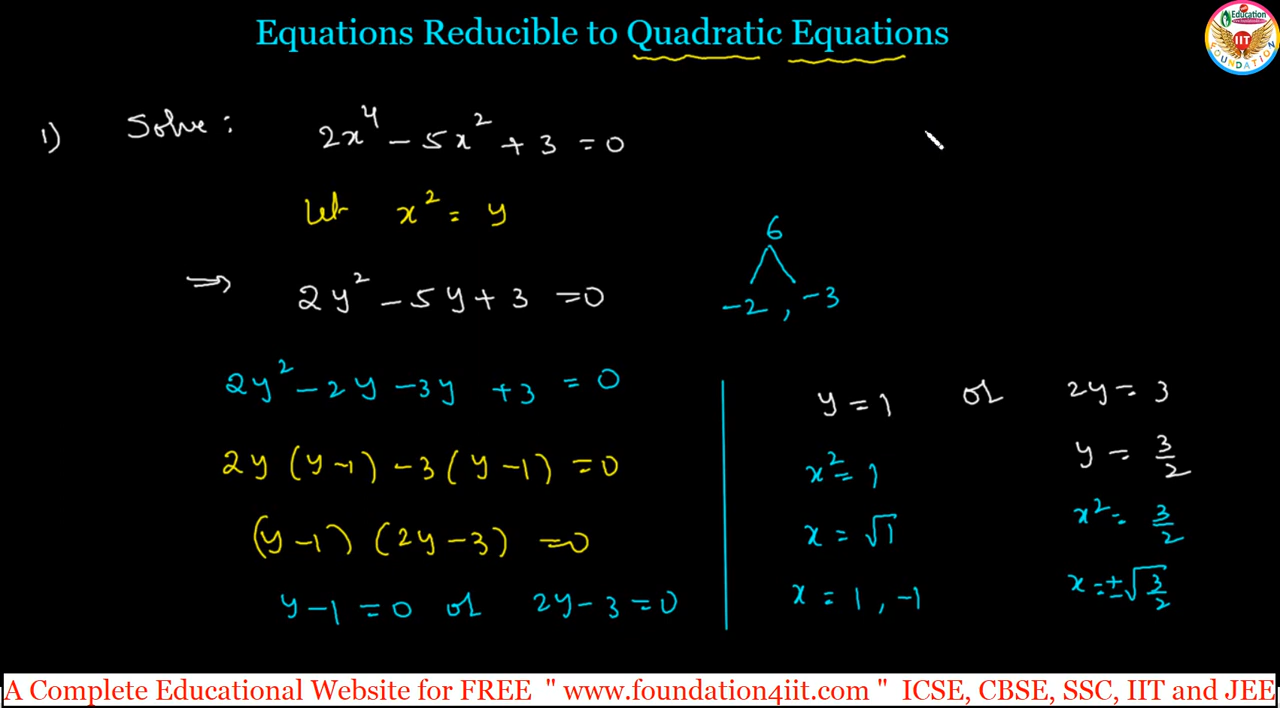 Equations Reducible to Quadratic Equations
Education
IIT
FOUNDATION
1) Solve : 2x⁴ - 5x² + 3 = 0
Let x² = y
6
⇒ 2y² - 5y + 3 = 0
-2 , -3
2y² - 2y - 3y + 3 = 0
2y (y-1) - 3 (y-1) = 0
(y-1) (2y-3) = 0
y-1 = 0 or 2y-3 = 0
y = 1 or 2y = 3
y = 3/2
x² = 1
x² = 3/2
x = √1
x = 1 , -1
x = ±√3/2
A Complete Educational Website for FREE " www.foundation4iit.com " ICSE, CBSE, SSC, IIT and JEE